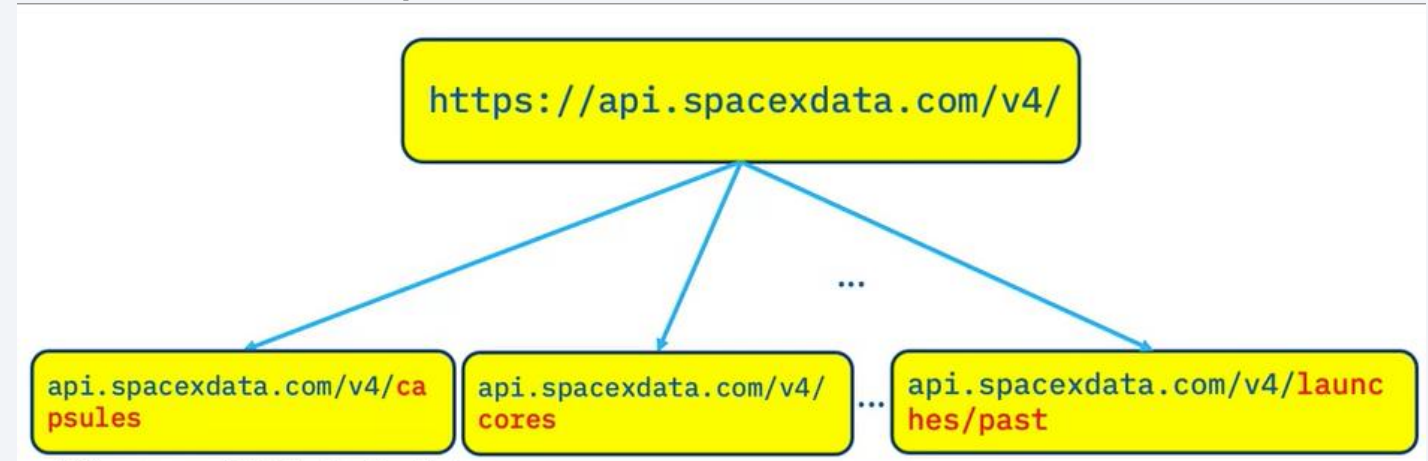 https://api.spacexdata.com/v4/
...
api.spacexdata.com/v4/ca
psules
api.spacexdata.com/v4/
cores
...
api.spacexdata.com/v4/launc
hes/past